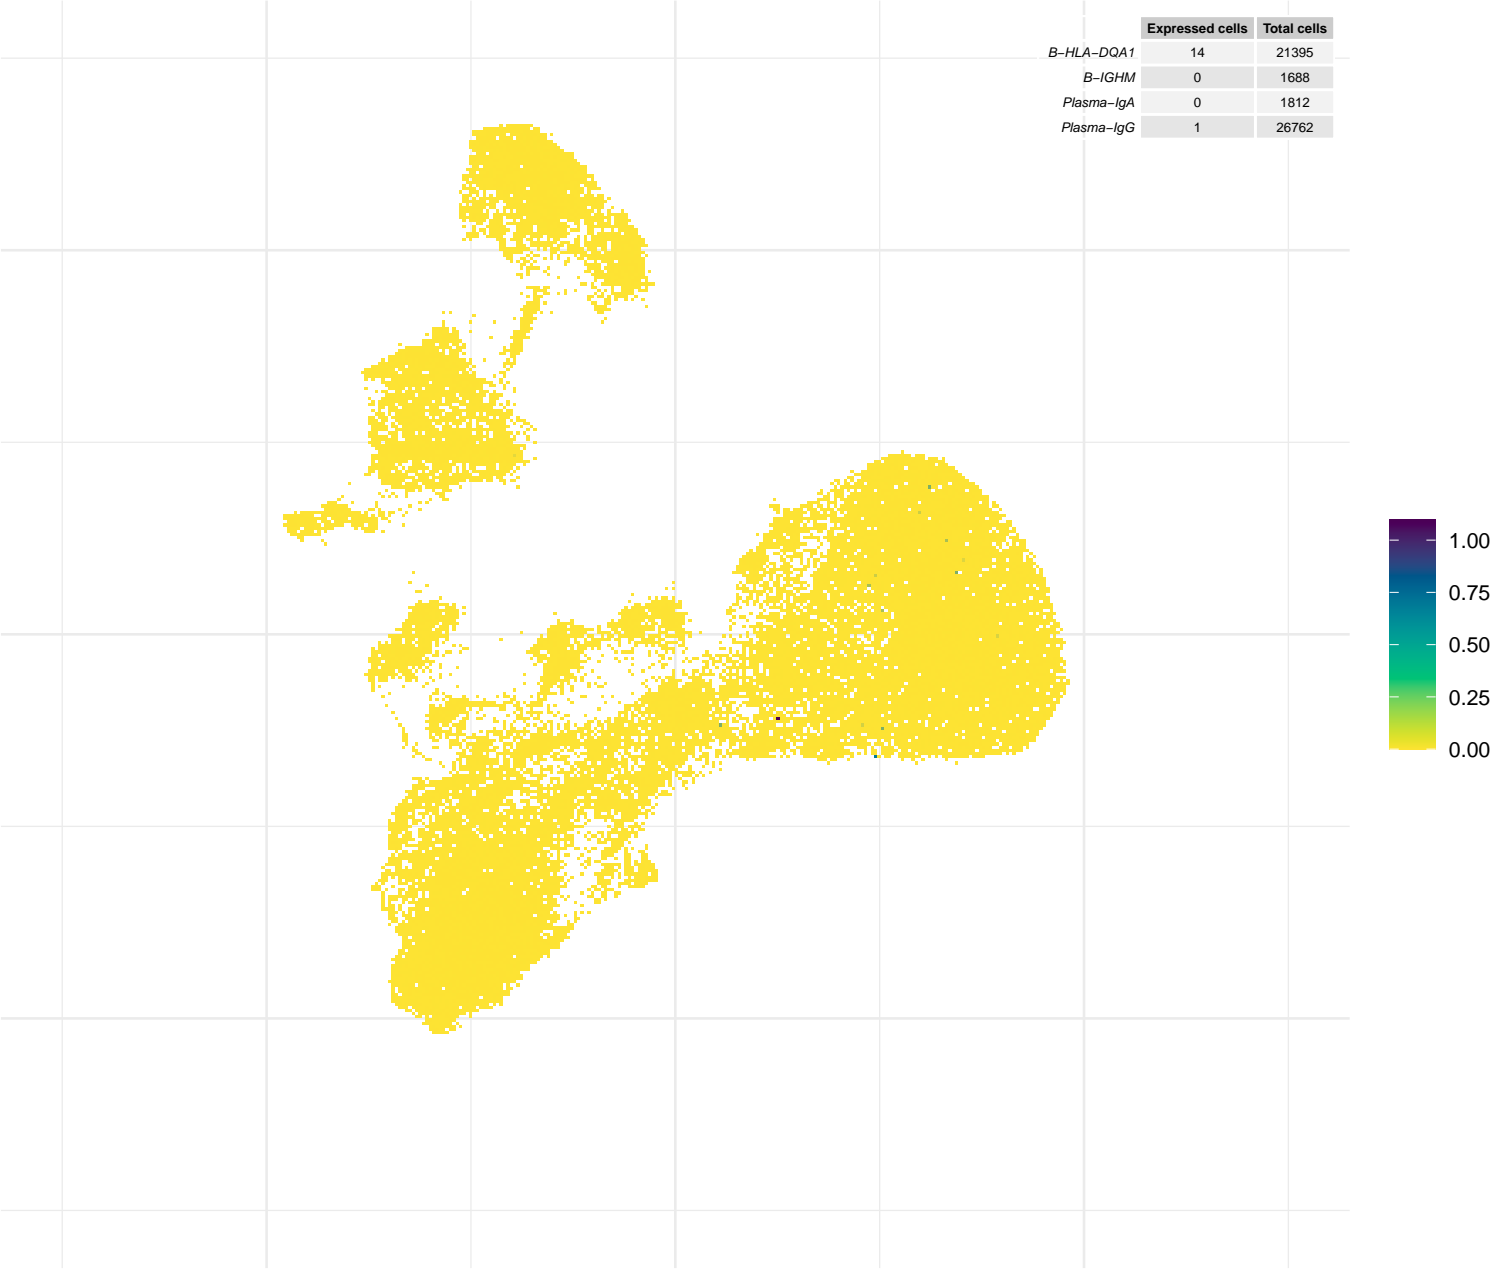 Expressed cells Total cells
B−HLA−DQA1 14 21395
B−IGHM 0 1688
Plasma−IgA 0 1812
Plasma−IgG 1 26762
1.00
0.75
0.50
0.25
0.00